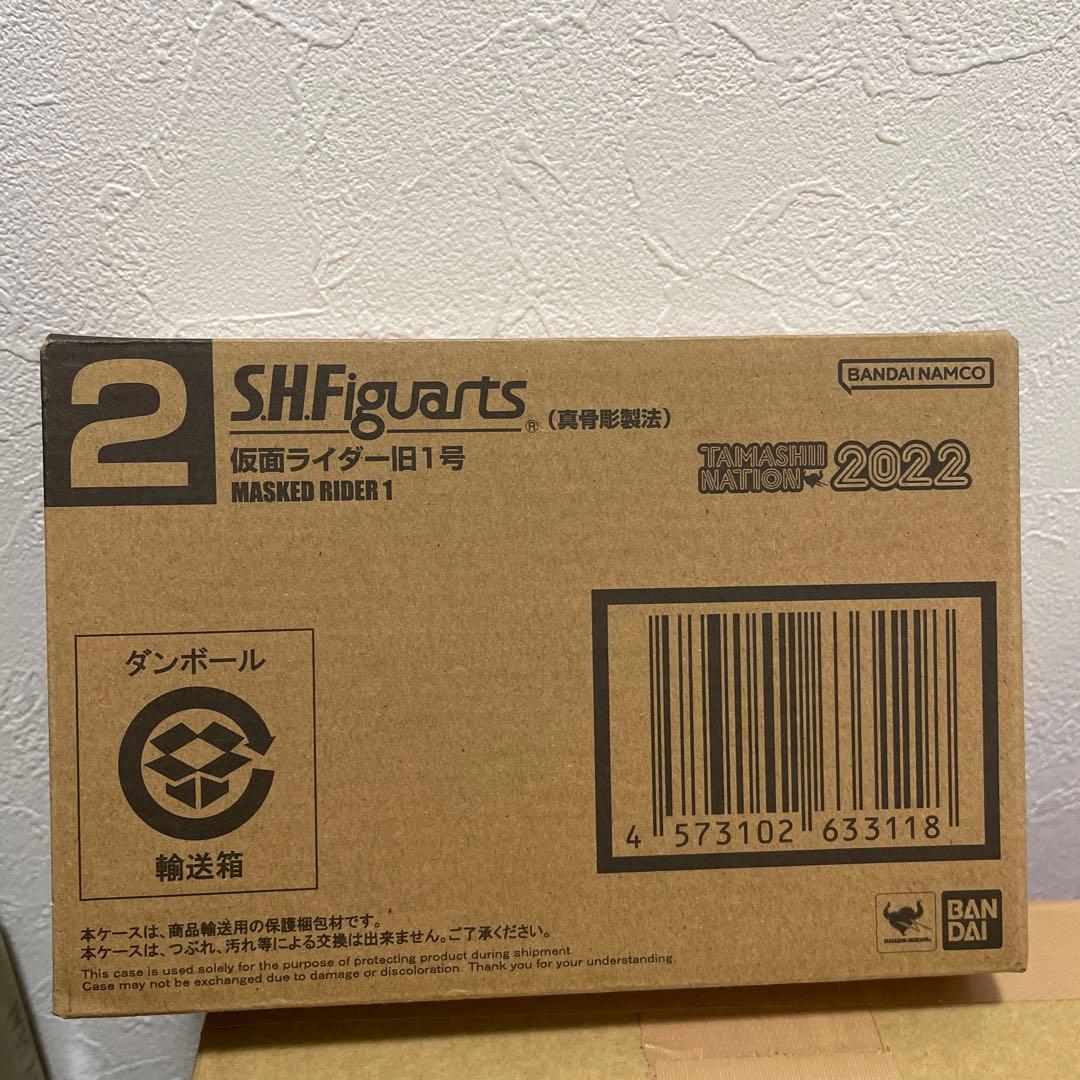 2
S.H.Figuarts® (真骨彫製法)
仮面ライダー旧1号
MASKED RIDER 1
BANDAI NAMCO
TAMASHII
NATION 2022
ダンボール
輸送箱
4 573102 633118
本ケースは、商品輸送用の保護梱包材です。
本ケースは、つぶれ、汚れ等による交換は出来ません。ご了承ください。
This case is used solely for the purpose of protecting product during shipment.
Case may not be exchanged due to damage or discoloration. Thank you for your understanding.
TAMASHII NATIONS
BAN
DAI